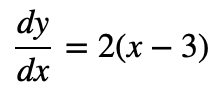 dy/dx = 2(x − 3)